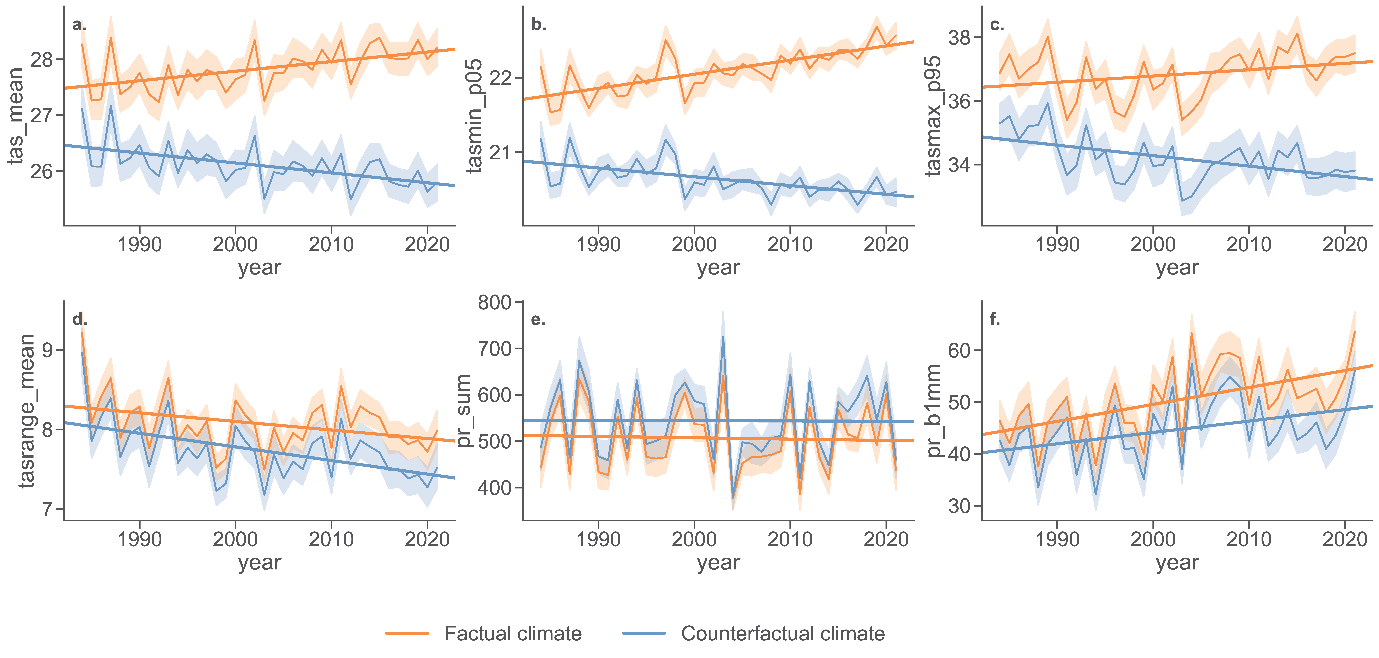 a.
28
27
26
tas_mean
1990
2000
2010
2020
year
b.
22
21
tasmin_p05
1990
2000
2010
2020
year
c.
38
36
34
tasmax_p95
1990
2000
2010
2020
year
d.
9
8
7
tasrange_mean
1990
2000
2010
2020
year
e.
800
700
600
500
400
pr_sum
1990
2000
2010
2020
year
f.
60
50
40
30
pr_b1mm
1990
2000
2010
2020
year
Factual climate
Counterfactual climate